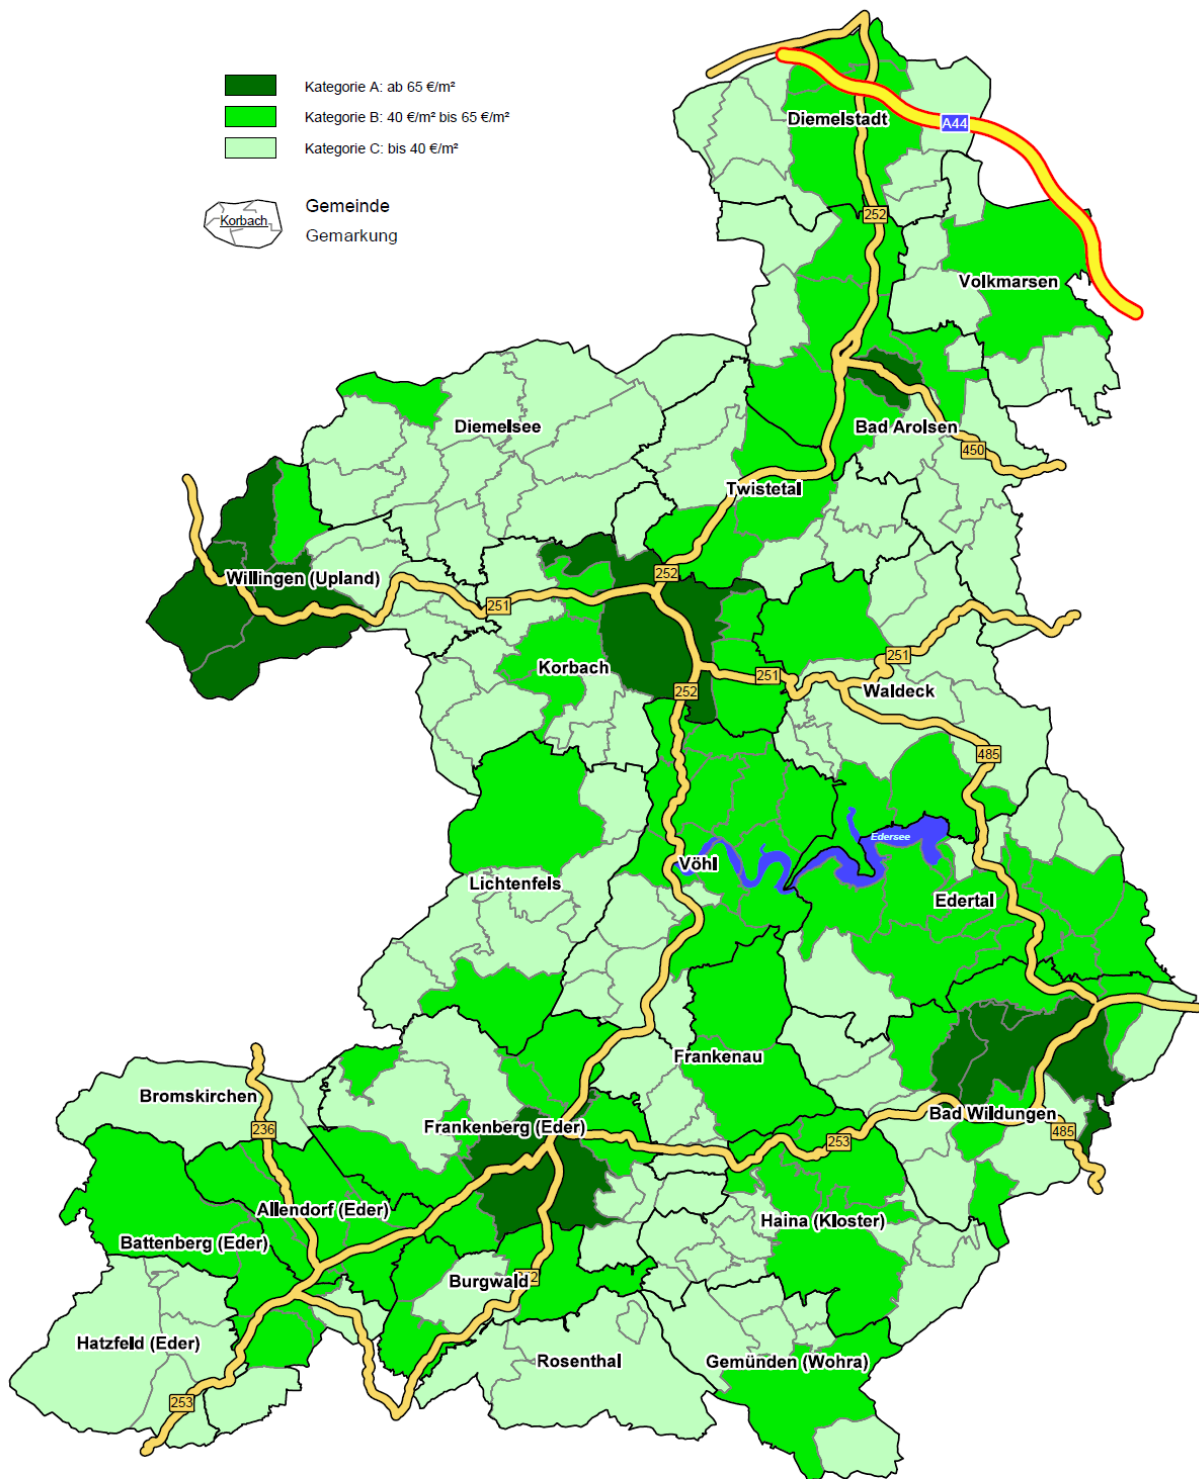 Kategorie A: ab 65 €/m²
Kategorie B: 40 €/m² bis 65 €/m²
Kategorie C: bis 40 €/m²
Korbach
Gemeinde
Gemarkung
Diemelstadt
A44
252
Volkmarsen
Diemelsee
Bad Arolsen
450
Twistetal
Willingen (Upland)
252
251
Korbach
251
251
252
Waldeck
485
Edersee
Vöhl
Lichtenfels
Edertal
Frankenau
Bromskirchen
Frankenberg (Eder)
Bad Wildungen
236
253
485
Allendorf (Eder)
Haina (Kloster)
Battenberg (Eder)
Burgwald
Hatzfeld (Eder)
Rosenthal
Gemünden (Wohra)
253